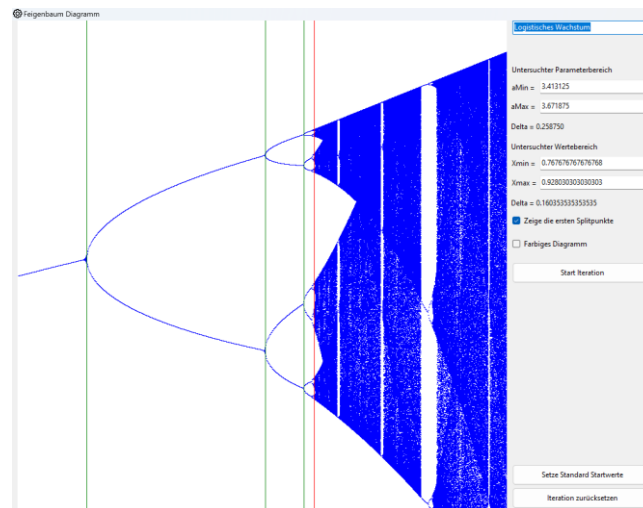 Feigenbaum Diagramm
Logistisches Wachstum
Untersuchter Parameterbereich
aMin = 3.413125
aMax = 3.671875
Delta = 0.258750
Untersuchter Wertebereich
Xmin = 0.767676767676768
Xmax = 0.928030303030303
Delta = 0.160353535353535
Zeige die ersten Splitpunkte
Farbiges Diagramm
Start Iteration
Setze Standard Startwerte
Iteration zurücksetzen